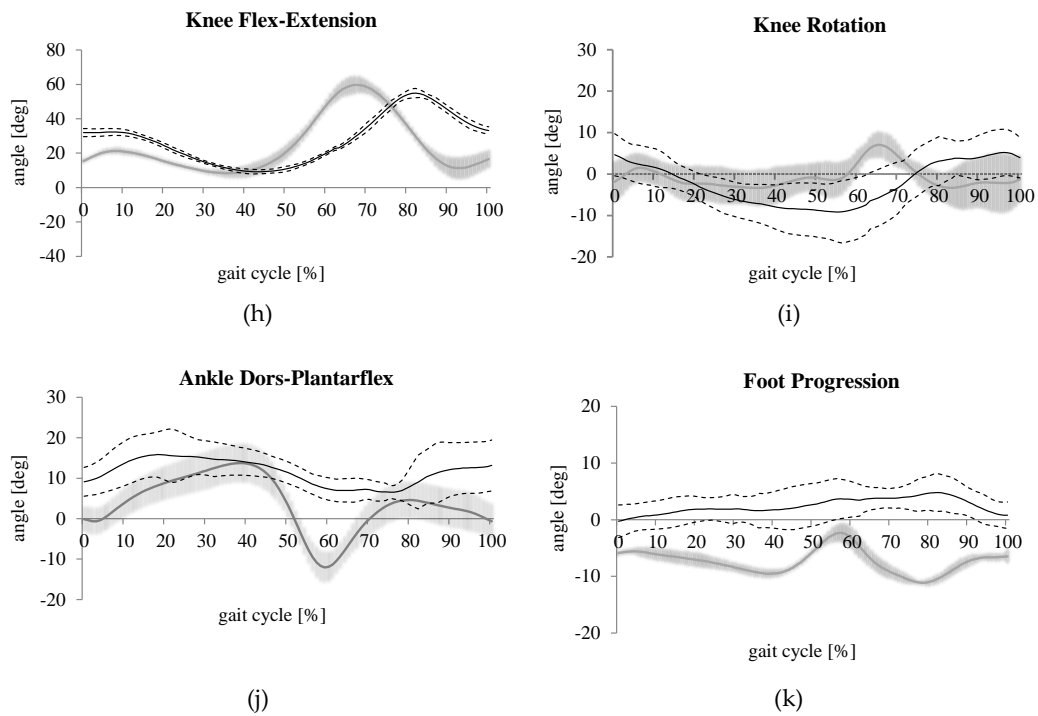 Knee Flex-Extension
80
60
40
20
0
-20
-40
angle [deg]
0 10 20 30 40 50 60 70 80 90 100
gait cycle [%]
(h)
Knee Rotation
30
20
10
0
-10
-20
angle [deg]
0 10 20 30 40 50 60 70 80 90 100
gait cycle [%]
(i)
Ankle Dors-Plantarflex
30
20
10
0
-10
-20
angle [deg]
0 10 20 30 40 50 60 70 80 90 100
gait cycle [%]
(j)
Foot Progression
20
10
0
-10
-20
angle [deg]
0 10 20 30 40 50 60 70 80 90 100
gait cycle [%]
(k)